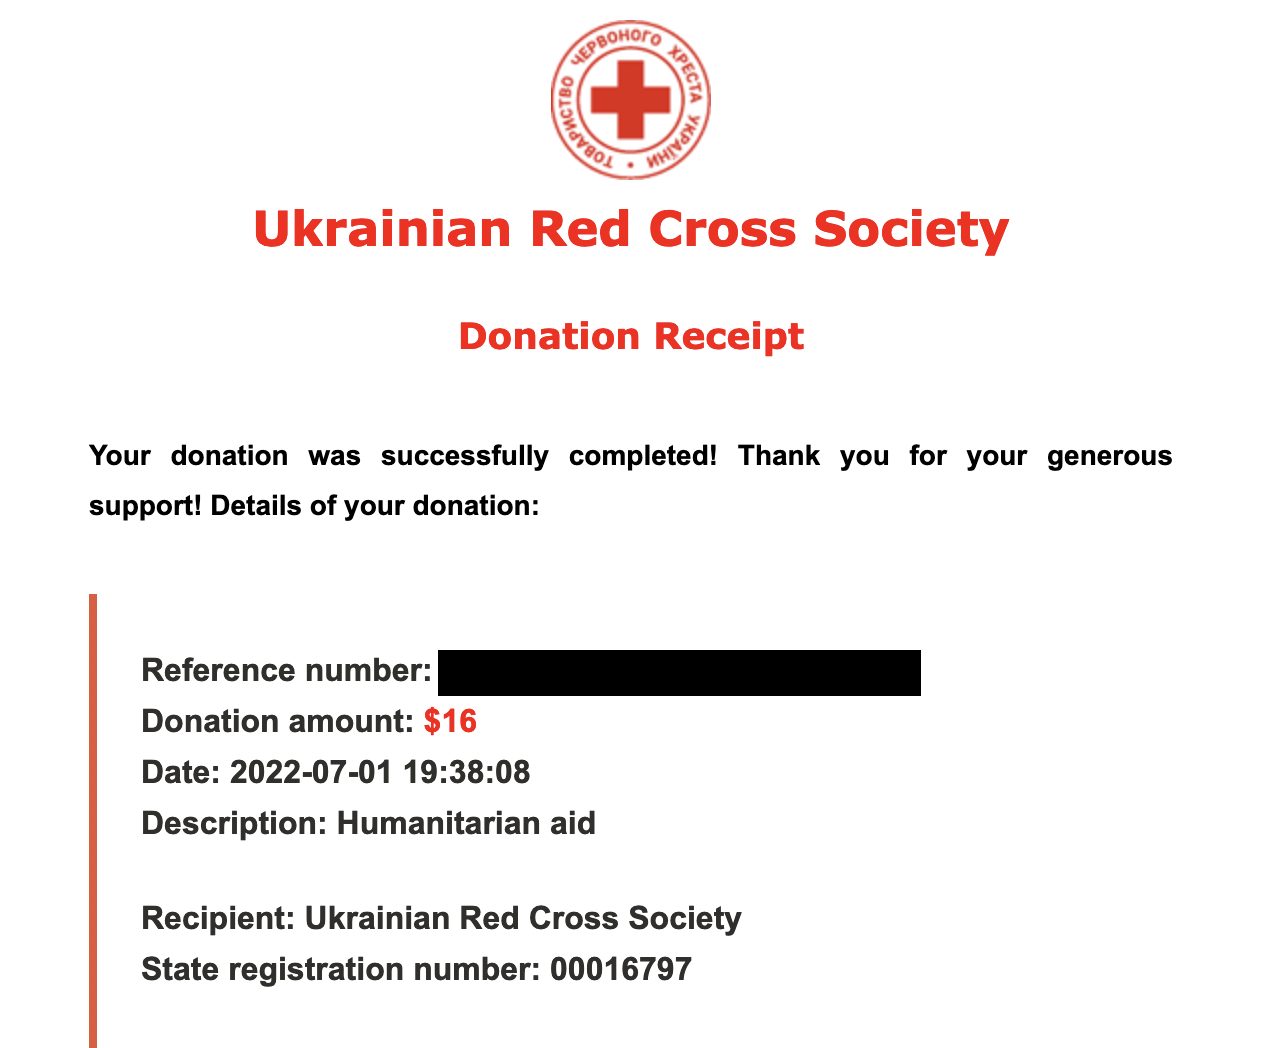 ТОВАРИСТВО ЧЕРВОНОГО ХРЕСТА УКРАЇНИ •
Ukrainian Red Cross Society
Donation Receipt
Your donation was successfully completed! Thank you for your generous
support! Details of your donation:
Reference number:
Donation amount: $16
Date: 2022-07-01 19:38:08
Description: Humanitarian aid
Recipient: Ukrainian Red Cross Society
State registration number: 00016797